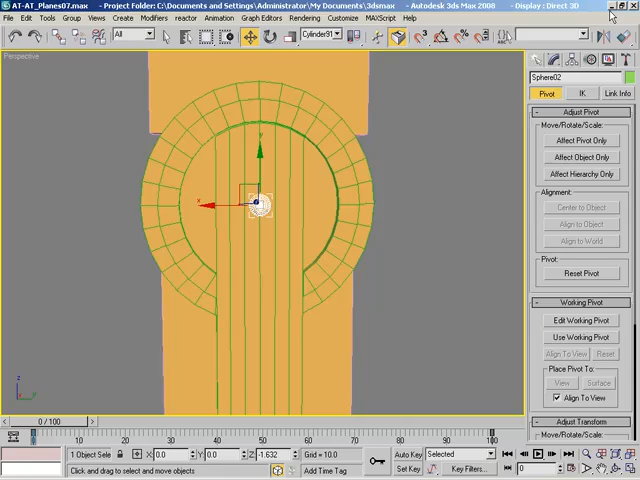 AT-AT_Planes07.max - Project Folder: C:\Documents and Settings\Administrator\My Documents\3dsmax - Autodesk 3ds Max 2008 - Display : Direct 3D
File Edit Tools Group Views Create Modifiers reactor Animation Graph Editors Rendering Customize MAXScript Help
All Cylinder91
Perspective
Sphere02
Pivot IK Link Info
Adjust Pivot
Move/Rotate/Scale:
Affect Pivot Only
Affect Object Only
Affect Hierarchy Only
Alignment:
Center to Object
Align to Object
Align to World
Pivot:
Reset Pivot
Working Pivot
Edit Working Pivot
Use Working Pivot
Align To View Reset
Place Pivot To:
View Surface
Align To View
Adjust Transform
Move/Rotate/Scale:
y
x
z
x y
0 / 100
0 10 20 30 40 50 60 70 80 90 100
1 Object Sele X: 0.0 Y: 0.0 Z: -1.632 Grid = 10.0 Auto Key Selected
Click and drag to select and move objects Add Time Tag Set Key Key Filters... 0